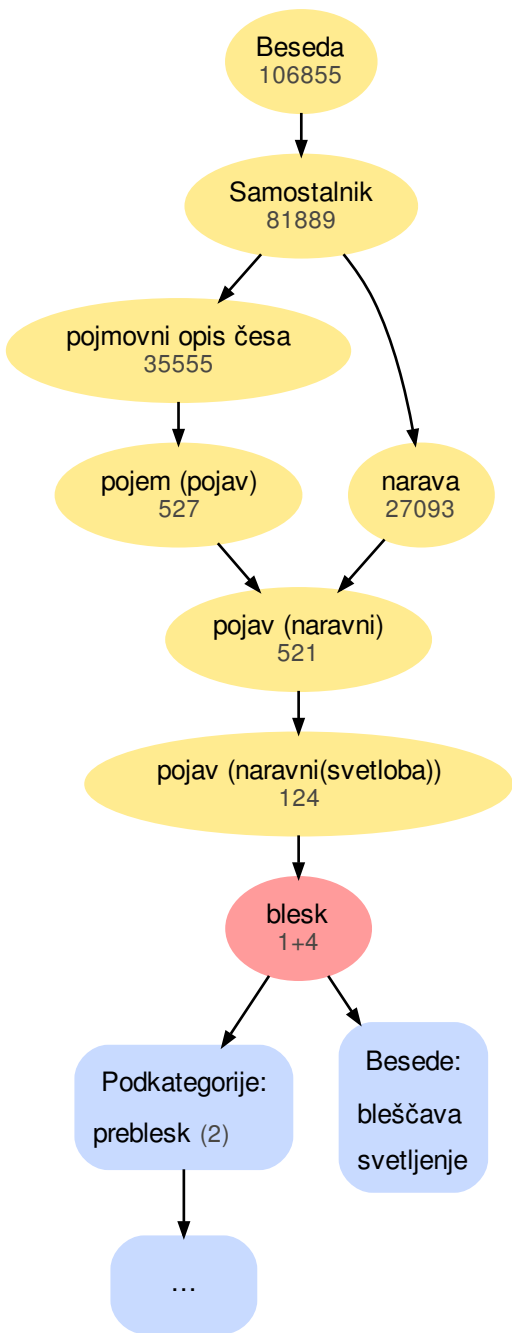 Beseda
106855
Samostalnik
81889
pojmovni opis česa
35555
pojem (pojav)
527
narava
27093
pojav (naravni)
521
pojav (naravni(svetloba))
124
blesk
1+4
Podkategorije:
preblesk (2)
Besede:
bleščava
svetljenje
...